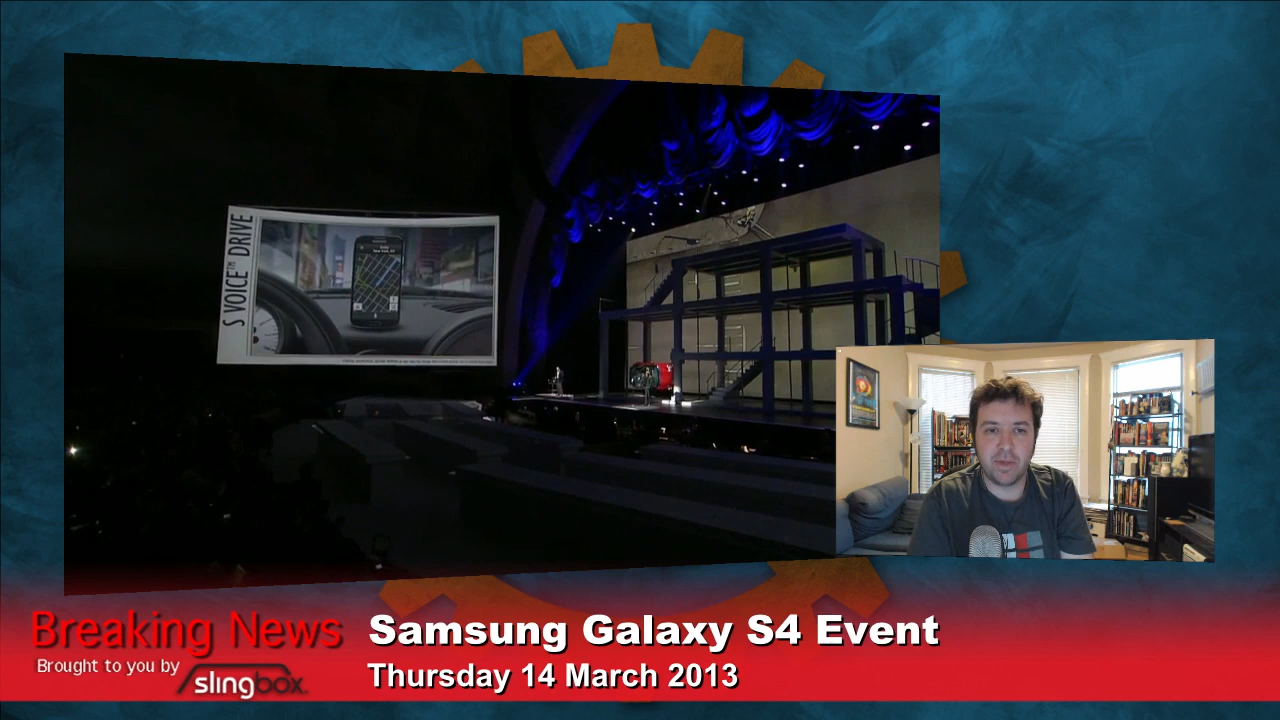 S VOICE™ DRIVE
Breaking News
Brought to you by
slingbox.
Samsung Galaxy S4 Event
Thursday 14 March 2013